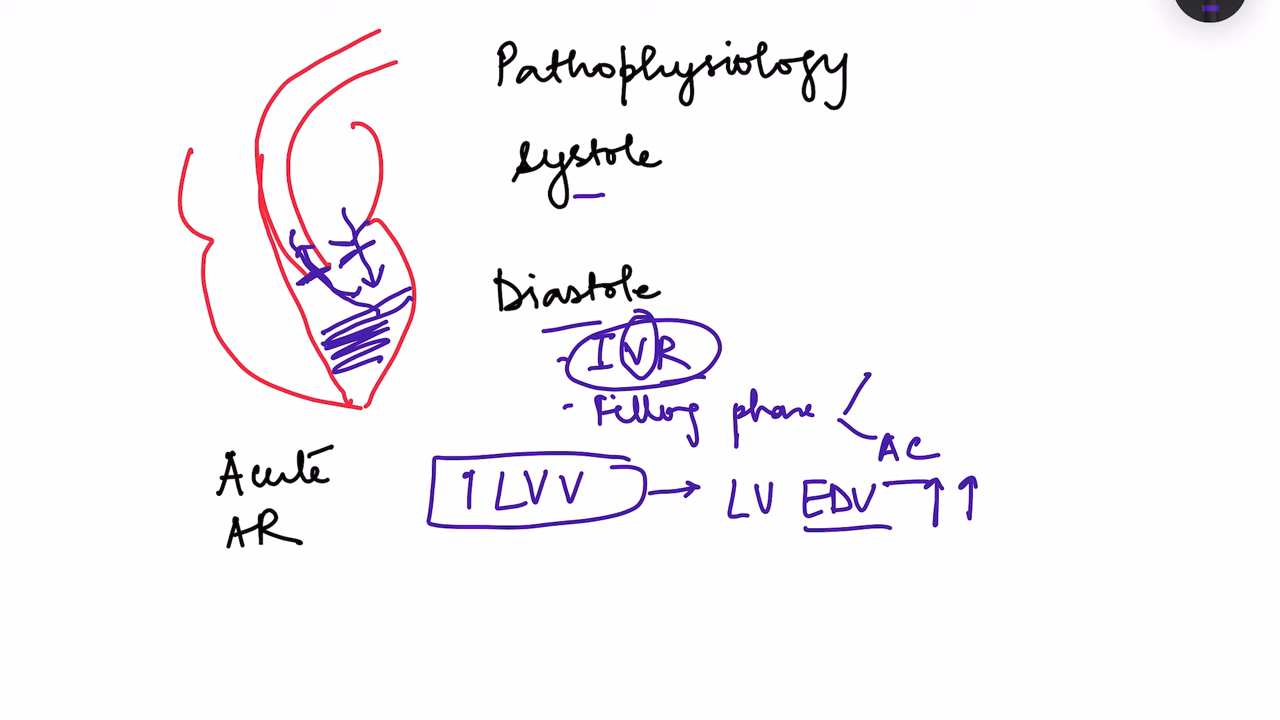 Pathophysiology
Systole
Diastole
- IVR
- Filling phase
AC
Acute
AR
↑ LVV → LV EDV ↑↑